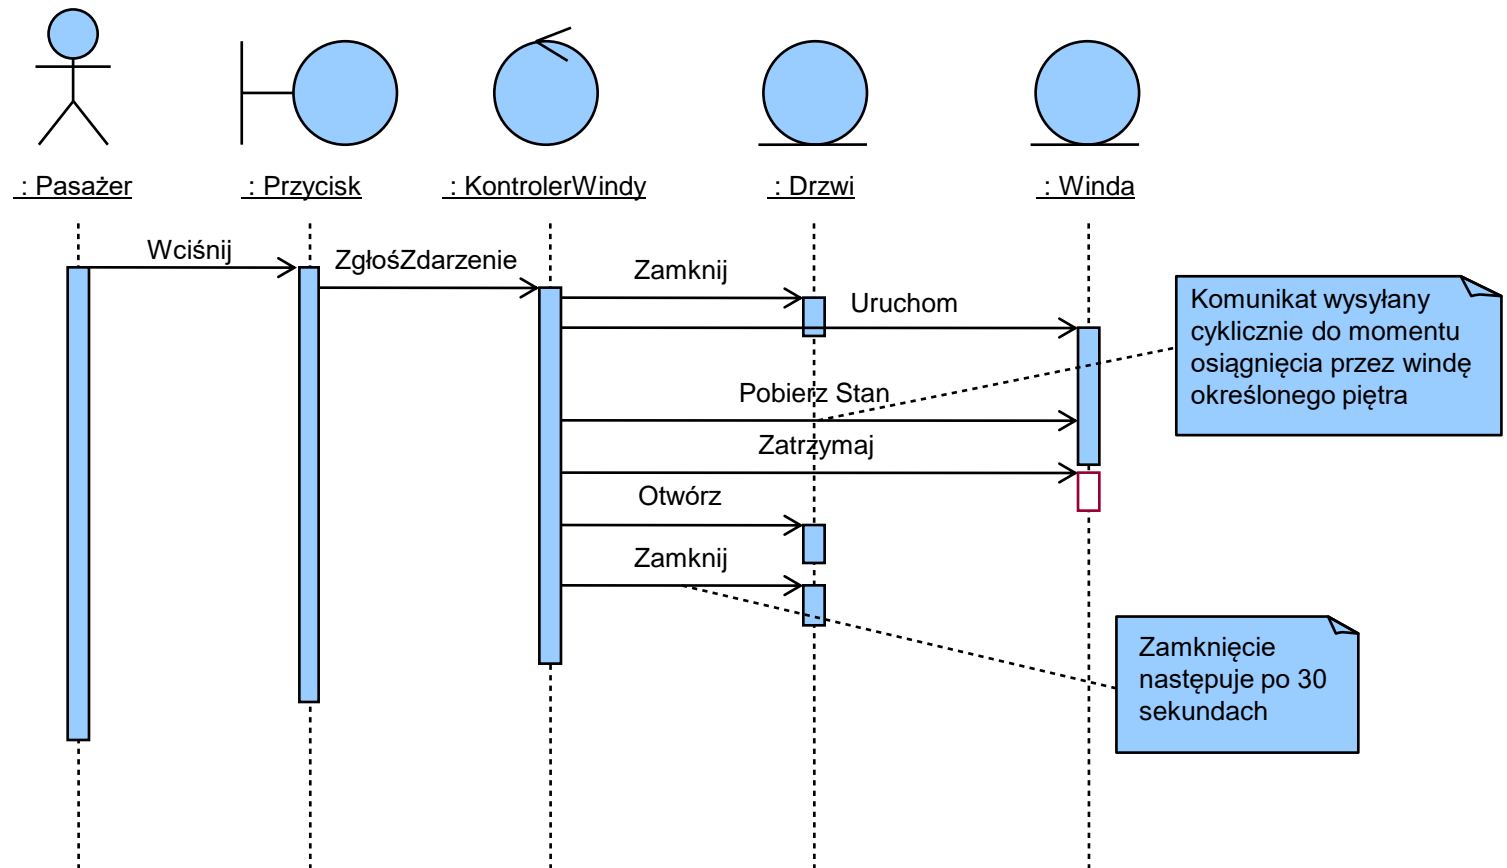 : Pasażer
: Przycisk
: KontrolerWindy
: Drzwi
: Winda
Wciśnij
ZgłośZdarzenie
Zamknij
Uruchom
Komunikat wysyłany
cyklicznie do momentu
osiągnięcia przez windę
określonego piętra
Pobierz Stan
Zatrzymaj
Otwórz
Zamknij
Zamknięcie
następuje po 30
sekundach